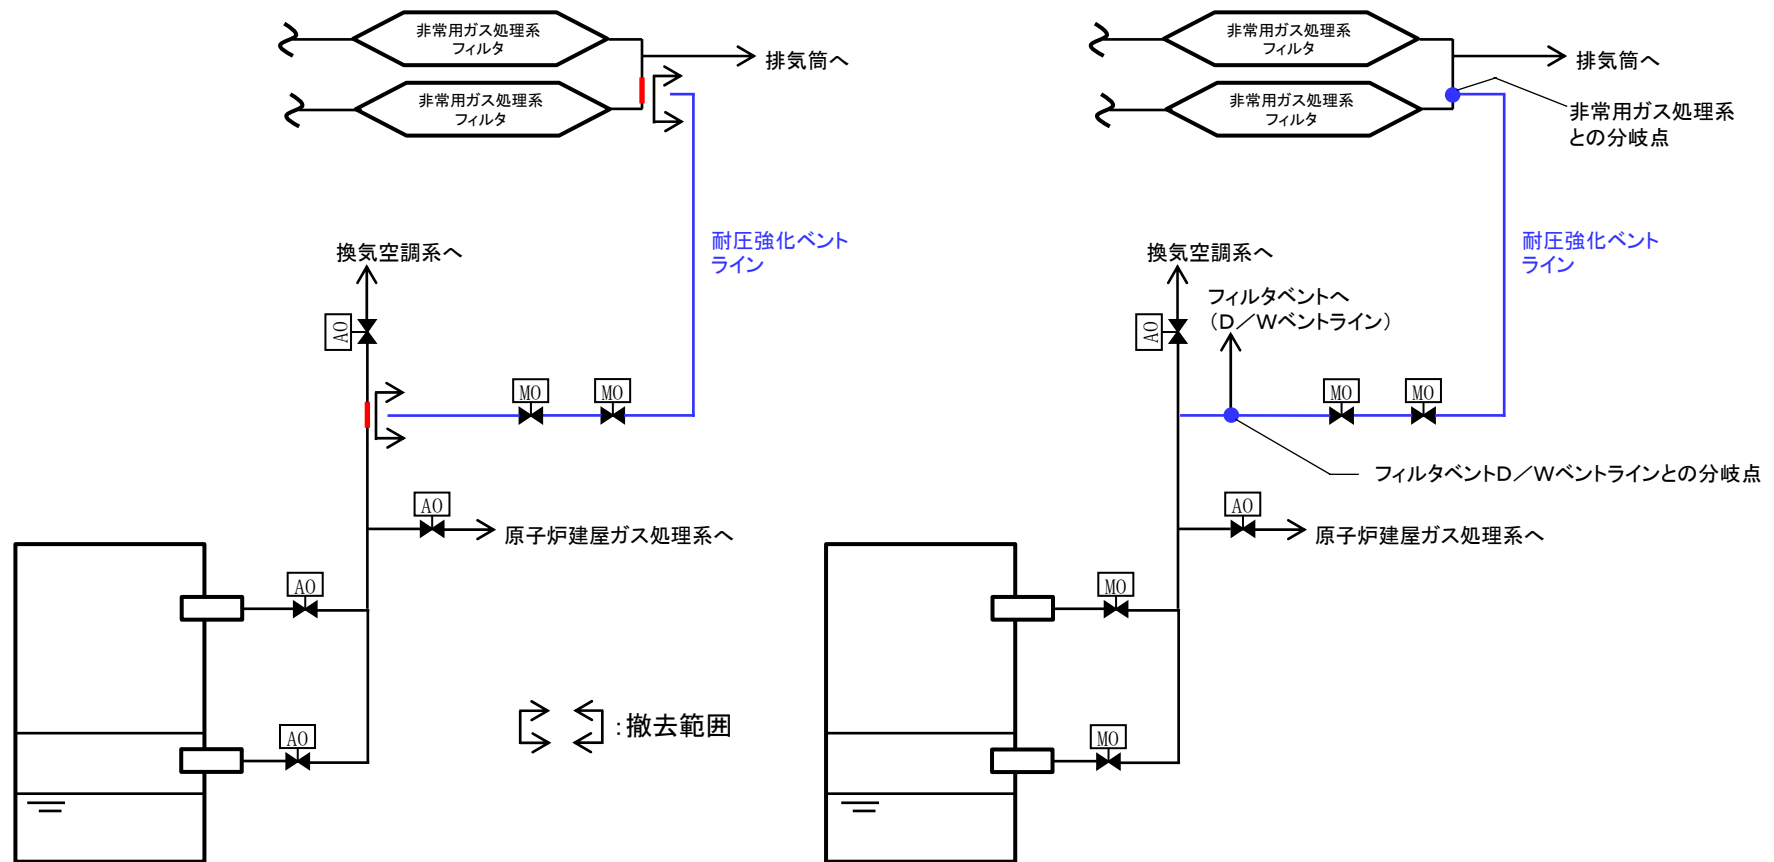 非常用ガス処理系
フィルタ
排気筒へ
非常用ガス処理系
フィルタ
耐圧強化ベント
ライン
換気空調系へ
AO
MO
MO
AO
原子炉建屋ガス処理系へ
AO
AO
:撤去範囲
非常用ガス処理系
フィルタ
排気筒へ
非常用ガス処理系
フィルタ
非常用ガス処理系
との分岐点
耐圧強化ベント
ライン
換気空調系へ
フィルタベントへ
(D/Wベントライン)
AO
MO
MO
フィルタベントD/Wベントラインとの分岐点
AO
原子炉建屋ガス処理系へ
MO
MO